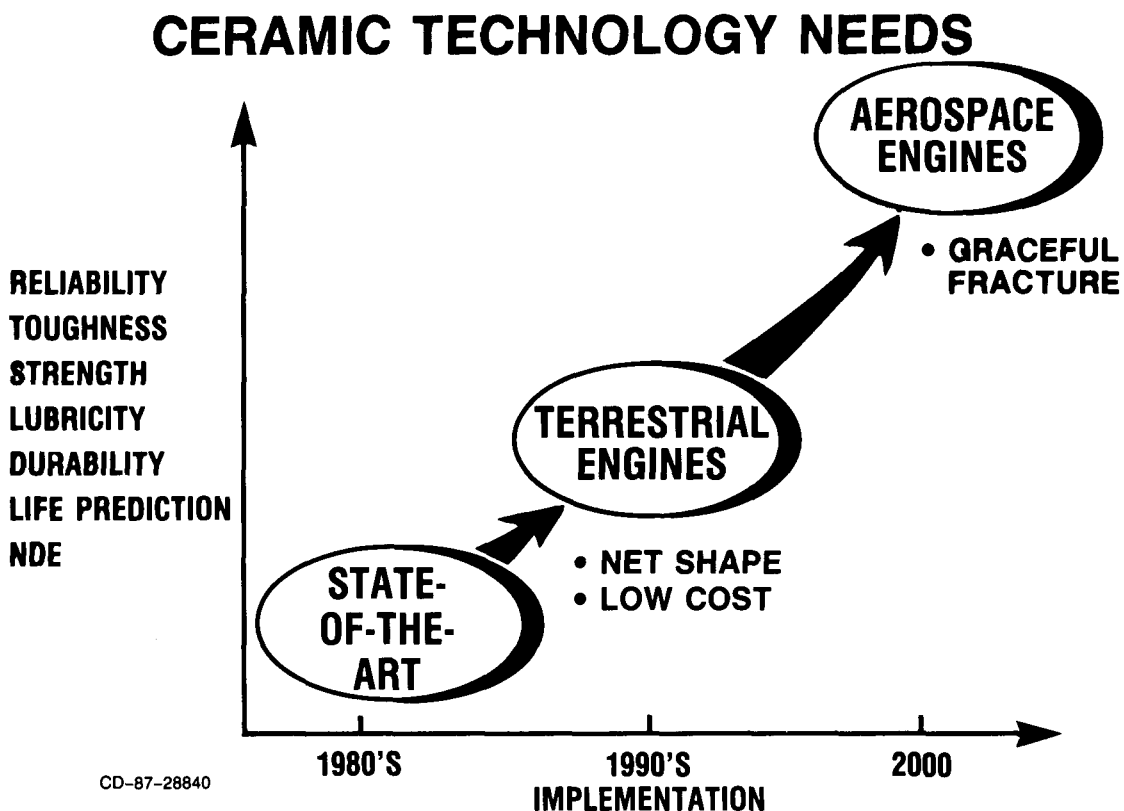 CERAMIC TECHNOLOGY NEEDS
AEROSPACE
ENGINES
• GRACEFUL
FRACTURE
RELIABILITY
TOUGHNESS
STRENGTH
LUBRICITY
DURABILITY
LIFE PREDICTION
NDE
TERRESTRIAL
ENGINES
• NET SHAPE
• LOW COST
STATE-
OF-THE-
ART
1980'S
1990'S
2000
IMPLEMENTATION
CD-87-28840